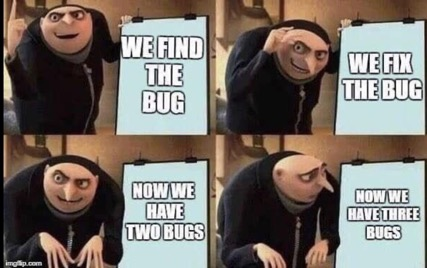 WE FIND
THE
BUG
WE FIX
THE BUG
NOW WE
HAVE
TWO BUGS
NOW WE
HAVE THREE
BUGS
imgflip.com